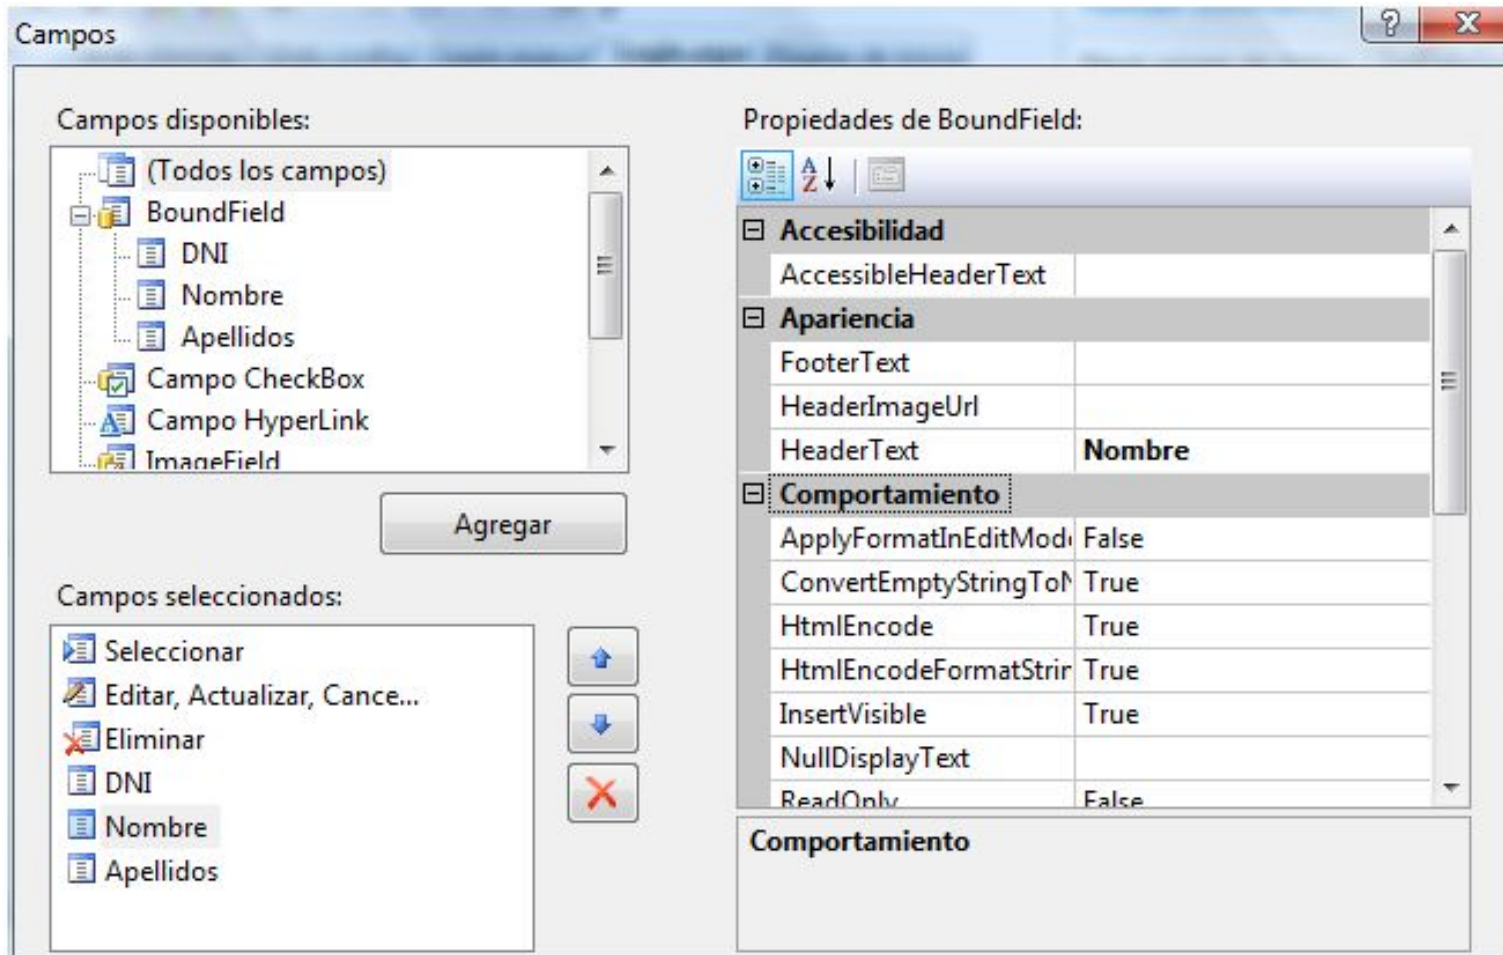 Campos
Campos disponibles:
(Todos los campos)
BoundField
DNI
Nombre
Apellidos
Campo CheckBox
Campo HyperLink
ImageField
Agregar
Campos seleccionados:
Seleccionar
Editar, Actualizar, Cance...
Eliminar
DNI
Nombre
Apellidos
Propiedades de BoundField:
Accesibilidad
AccessibleHeaderText
Apariencia
FooterText
HeaderImageUrl
HeaderText Nombre
Comportamiento
ApplyFormatInEditMod False
ConvertEmptyStringToN True
HtmlEncode True
HtmlEncodeFormatStrin True
InsertVisible True
NullDisplayText
ReadOnly False
Comportamiento